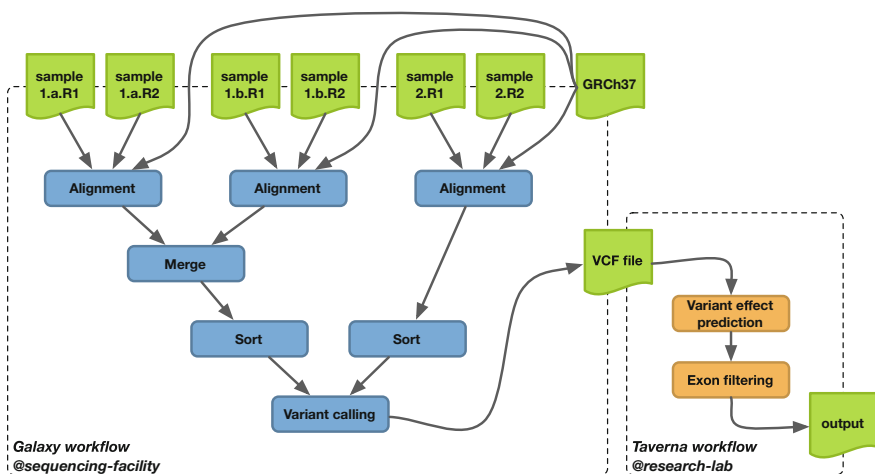 sample
1.a.R1
sample
1.a.R2
sample
1.b.R1
sample
1.b.R2
sample
2.R1
sample
2.R2
GRCh37
Alignment
Alignment
Alignment
Merge
VCF file
Sort
Sort
Variant effect
prediction
Exon filtering
Variant calling
output
Galaxy workflow
@sequencing-facility
Taverna workflow
@research-lab